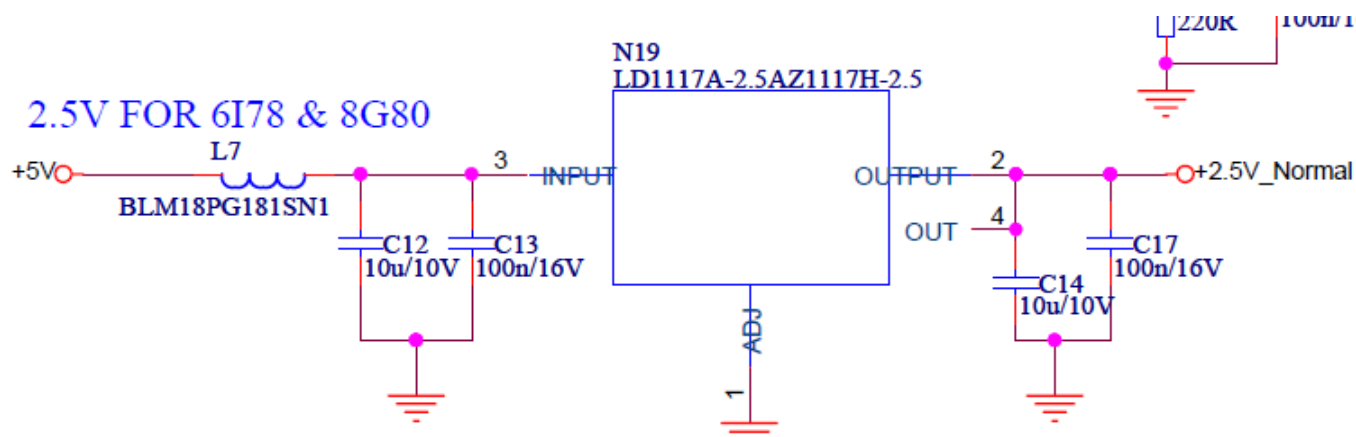 220R
100n/1
N19
LD1117A-2.5AZ1117H-2.5
2.5V FOR 6I78 & 8G80
L7
+5V
3
INPUT
OUTPUT
2
+2.5V_Normal
BLM18PG181SN1
OUT
4
C12
10u/10V
C13
100n/16V
C17
100n/16V
C14
10u/10V
ADJ
1